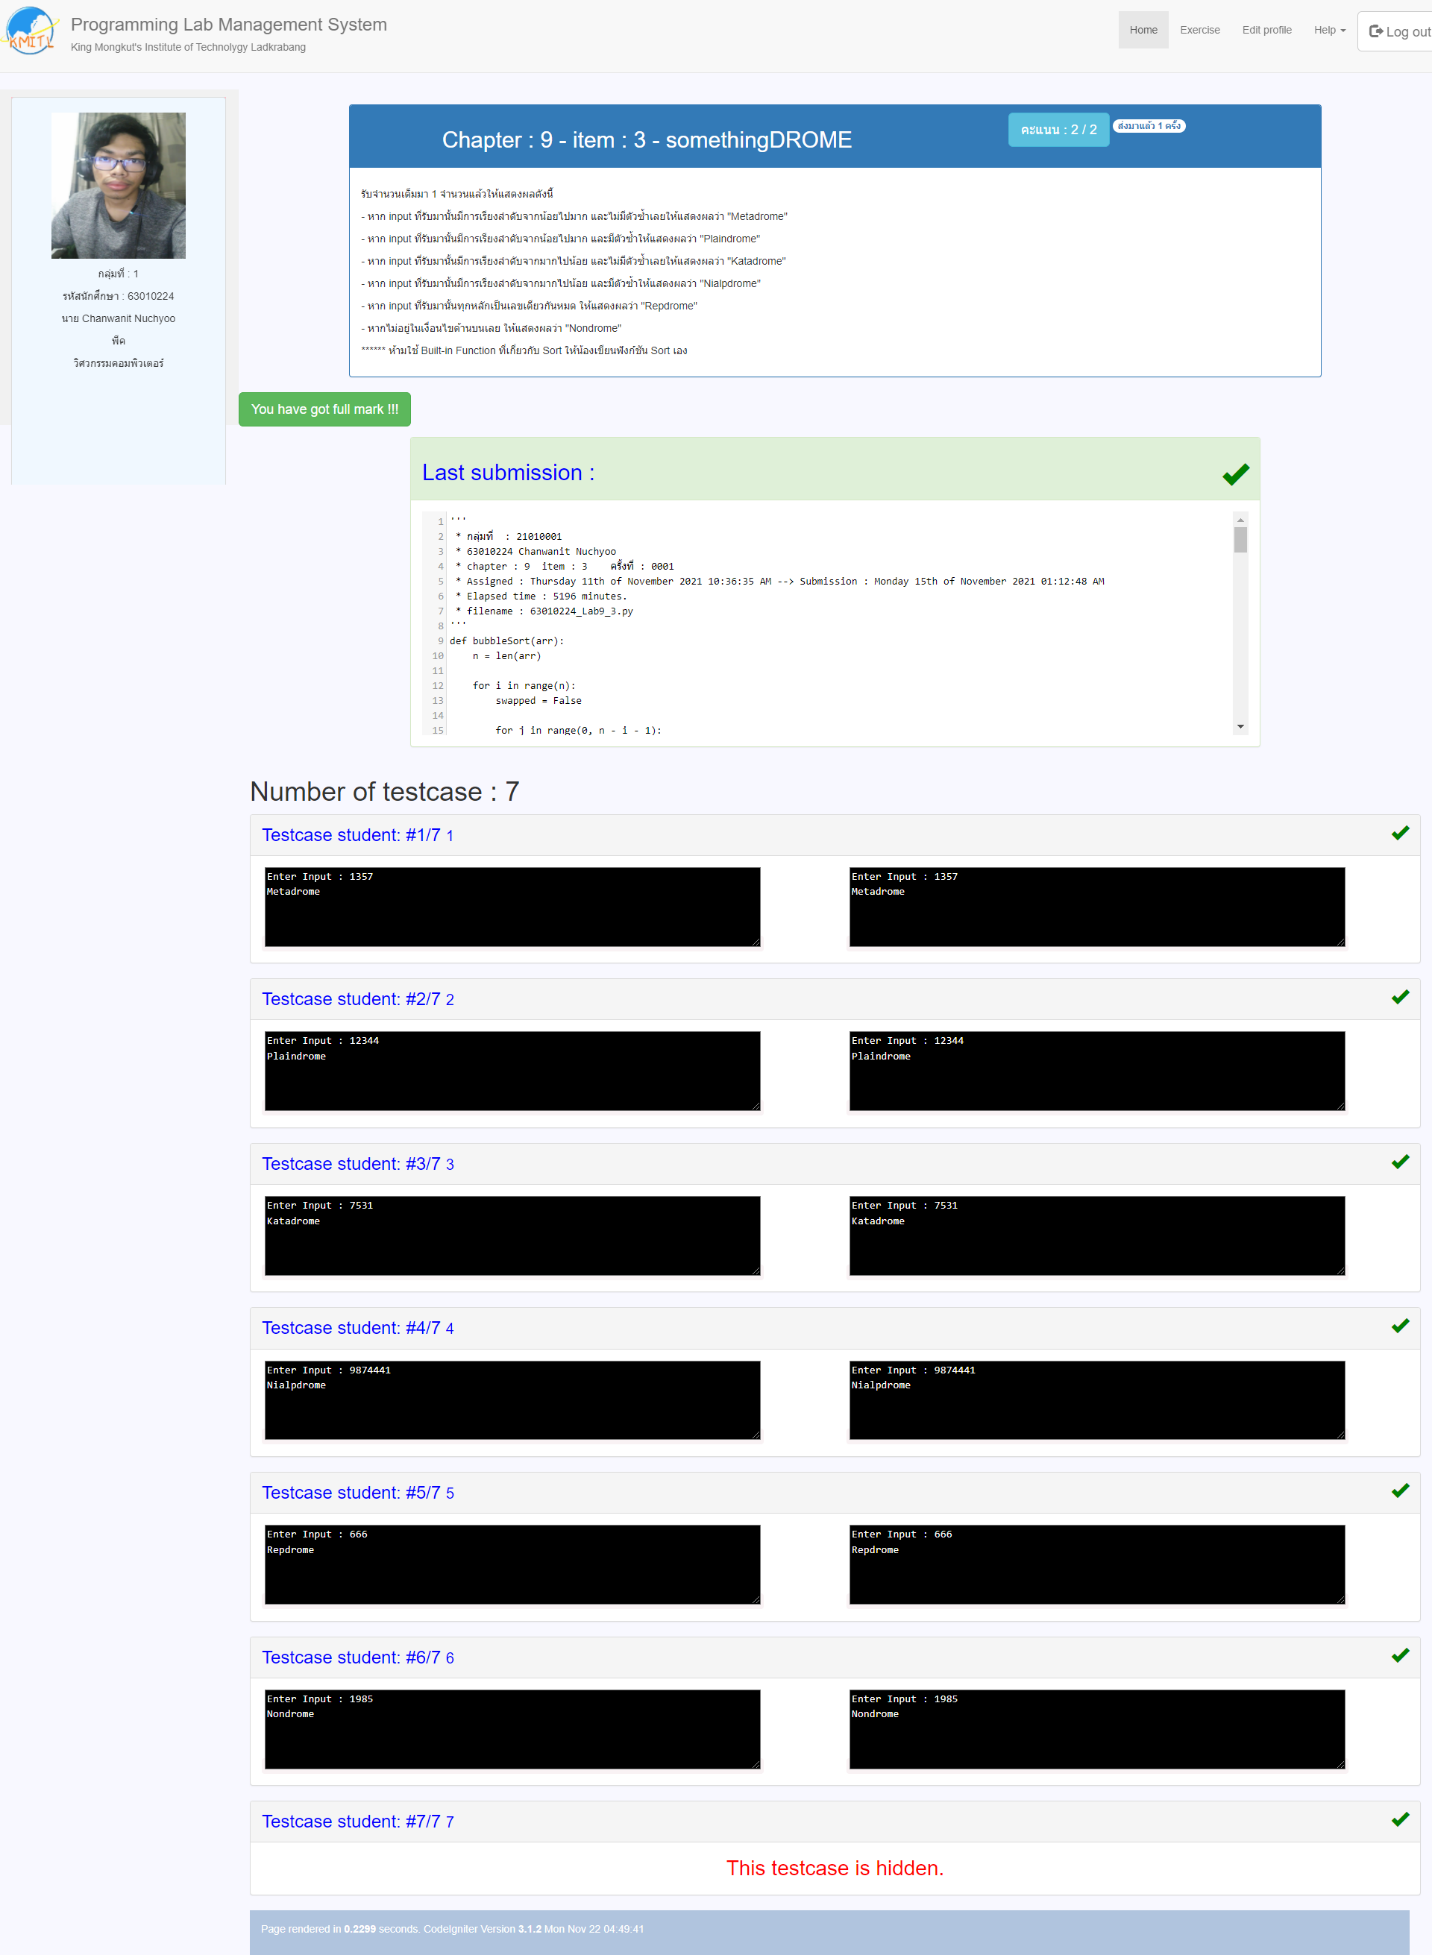 Programming Lab Management System
King Mongkut's Institute of Technolygy Ladkrabang
Home
Exercise
Edit profile
Help
Log out
KMITL
กลุ่มที่ : 1
รหัสนักศึกษา : 63010224
นาย Chanwanit Nuchyoo
พีค
วิศวกรรมคอมพิวเตอร์
Chapter : 9 - item : 3 - somethingDROME
คะแนน : 2 / 2
ส่งมาแล้ว 1 ครั้ง
รับจำนวนเต็มมา 1 จำนวนแล้วให้แสดงผลดังนี้
- หาก input ที่รับมานั้นมีการเรียงลำดับจากน้อยไปมาก และไม่มีตัวซ้ำเลยให้แสดงผลว่า "Metadrome"
- หาก input ที่รับมานั้นมีการเรียงลำดับจากน้อยไปมาก และมีตัวซ้ำให้แสดงผลว่า "Plaindrome"
- หาก input ที่รับมานั้นมีการเรียงลำดับจากมากไปน้อย และไม่มีตัวซ้ำเลยให้แสดงผลว่า "Katadrome"
- หาก input ที่รับมานั้นมีการเรียงลำดับจากมากไปน้อย และมีตัวซ้ำให้แสดงผลว่า "Nialpdrome"
- หาก input ที่รับมานั้นทุกหลักเป็นเลขเดียวกันหมด ให้แสดงผลว่า "Repdrome"
- หากไม่อยู่ในเงื่อนไขด้านบนเลย ให้แสดงผลว่า "Nondrome"
****** ห้ามใช้ Built-in Function ที่เกี่ยวกับ Sort ให้น้องเขียนฟังก์ชัน Sort เอง
You have got full mark !!!
Last submission :
1 '''
2 * กลุ่มที่ : 21010001
3 * 63010224 Chanwanit Nuchyoo
4 * chapter : 9 item : 3 ครั้งที่ : 0001
5 * Assigned : Thursday 11th of November 2021 10:36:35 AM --> Submission : Monday 15th of November 2021 01:12:48 AM
6 * Elapsed time : 5196 minutes.
7 * filename : 63010224_Lab9_3.py
8 '''
9 def bubbleSort(arr):
10 n = len(arr)
11
12 for i in range(n):
13 swapped = False
14
15 for j in range(0, n - i - 1):
Number of testcase : 7
Testcase student: #1/7 1
Enter Input : 1357
Metadrome
Enter Input : 1357
Metadrome
Testcase student: #2/7 2
Enter Input : 12344
Plaindrome
Enter Input : 12344
Plaindrome
Testcase student: #3/7 3
Enter Input : 7531
Katadrome
Enter Input : 7531
Katadrome
Testcase student: #4/7 4
Enter Input : 9874441
Nialpdrome
Enter Input : 9874441
Nialpdrome
Testcase student: #5/7 5
Enter Input : 666
Repdrome
Enter Input : 666
Repdrome
Testcase student: #6/7 6
Enter Input : 1985
Nondrome
Enter Input : 1985
Nondrome
Testcase student: #7/7 7
This testcase is hidden.
Page rendered in 0.2299 seconds. CodeIgniter Version 3.1.2 Mon Nov 22 04:49:41